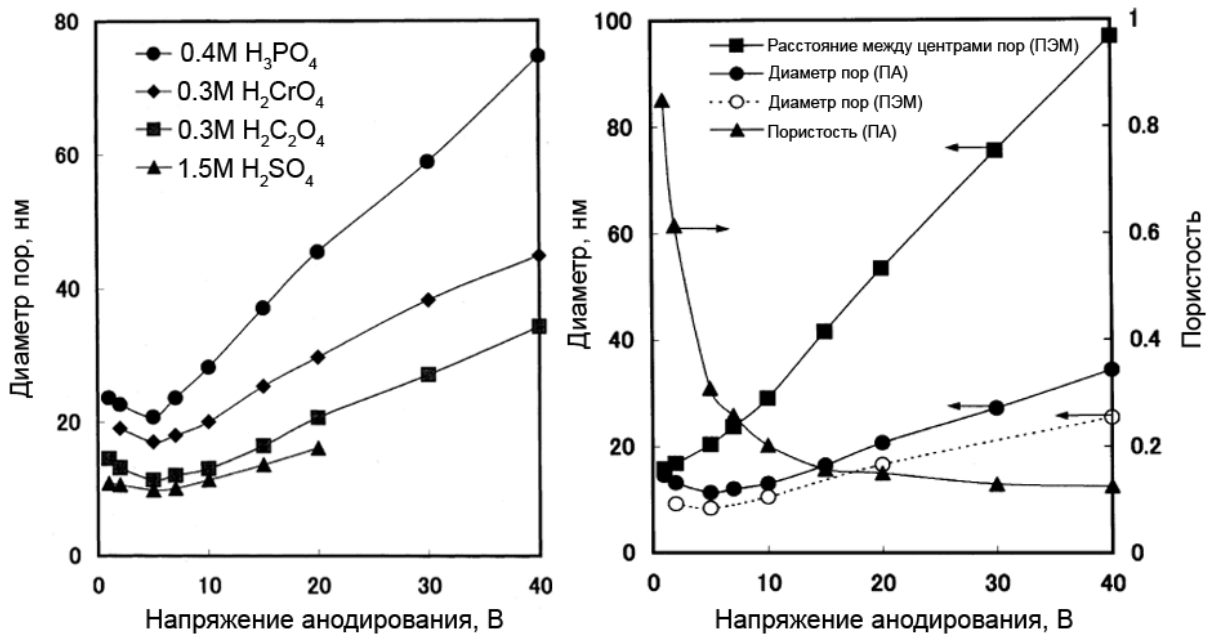 80
60
40
20
0
Диаметр пор, нм
0.4M H₃PO₄
0.3M H₂CrO₄
0.3M H₂C₂O₄
1.5M H₂SO₄
0 10 20 30 40
Напряжение анодирования, В
100
80
60
40
20
0
Диаметр, нм
Расстояние между центрами пор (ПЭМ)
Диаметр пор (ПА)
Диаметр пор (ПЭМ)
Пористость (ПА)
1
0.8
0.6
0.4
0.2
0
Пористость
0 10 20 30 40
Напряжение анодирования, В